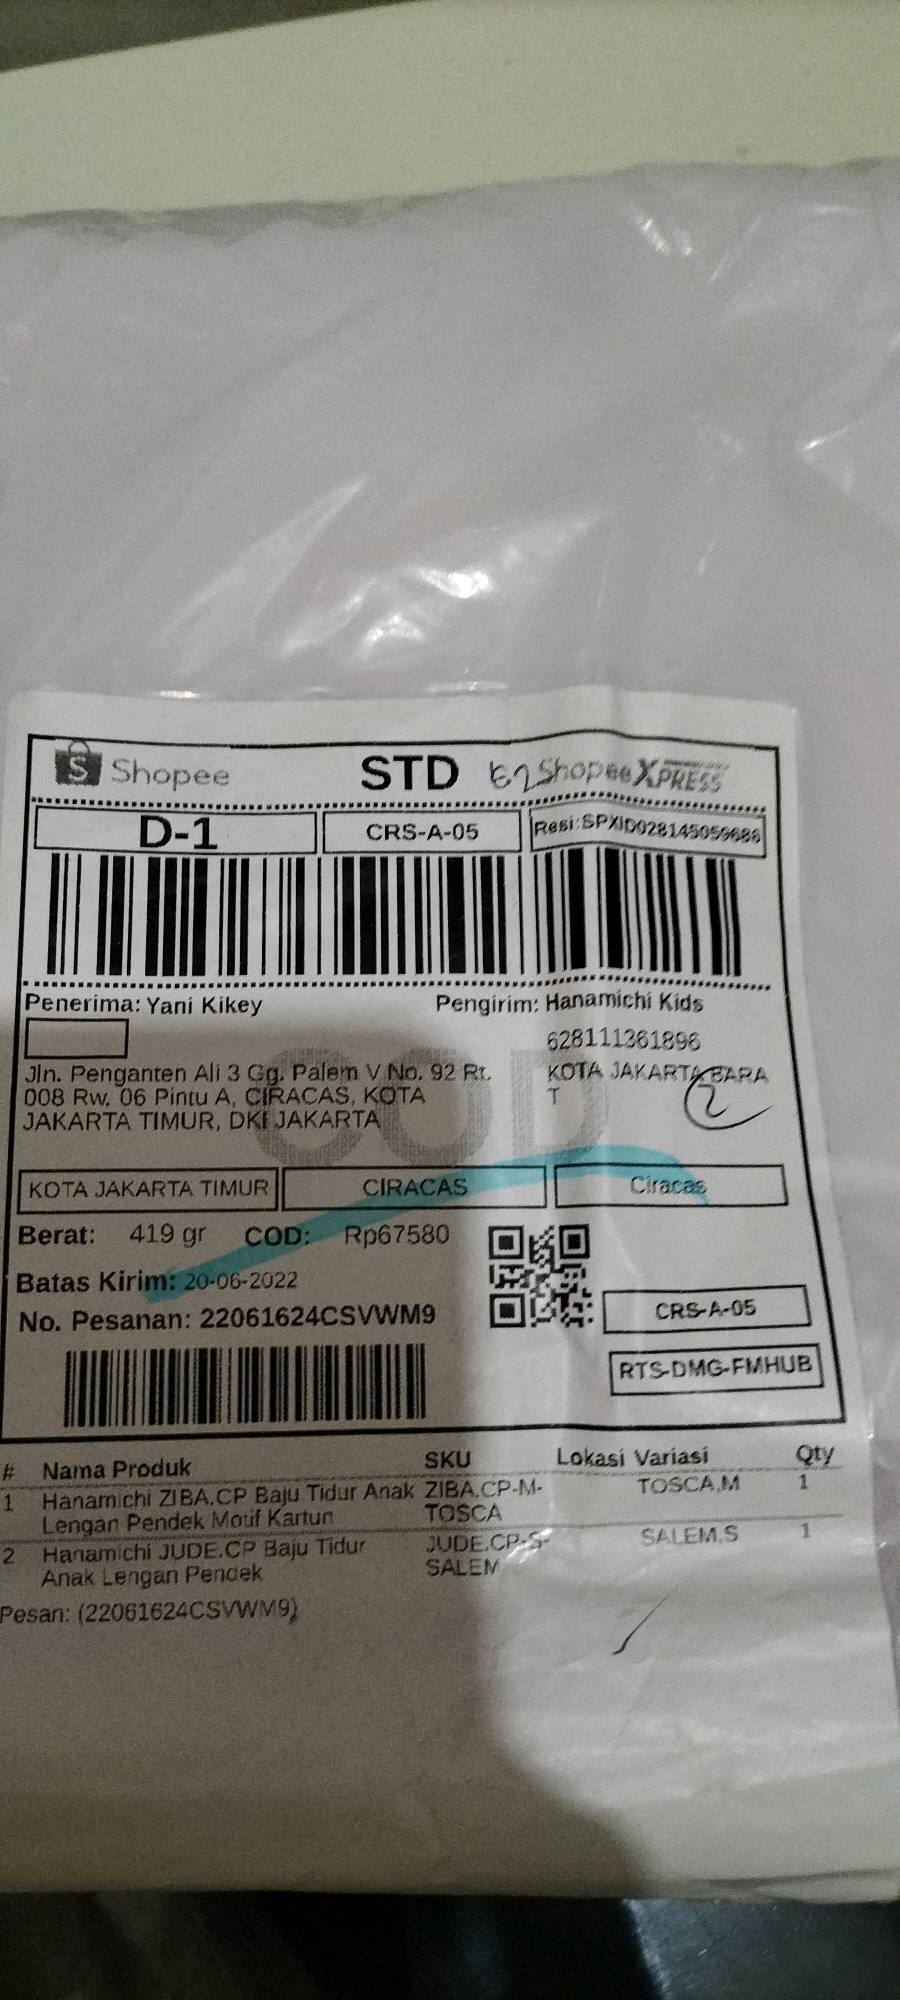 Shopee STD Shopee XPRESS
D-1 CRS-A-05 Resi:SPXID028145059686
Penerima: Yani Kikey Pengirim: Hanamichi Kids
628111361896
Jln. Penganten Ali 3 Gg. Palem V No. 92 Rt. KOTA JAKARTA BARA
008 Rw. 06 Pintu A, CIRACAS, KOTA T
JAKARTA TIMUR, DKI JAKARTA
COD
2
KOTA JAKARTA TIMUR CIRACAS Ciracas
Berat: 419 gr COD: Rp67580
Batas Kirim: 20-06-2022
No. Pesanan: 22061624CSVWM9
CRS-A-05
RTS-DMG-FMHUB
# Nama Produk SKU Lokasi Variasi Qty
1 Hanamichi ZIBA.CP Baju Tidur Anak ZIBA.CP-M- TOSCA,M 1
Lengan Pendek Motif Kartun TOSCA
2 Hanamichi JUDE.CP Baju Tidur JUDE.CP-S- SALEM,S 1
Anak Lengan Pendek SALEM
Pesan: (22061624CSVWM9)